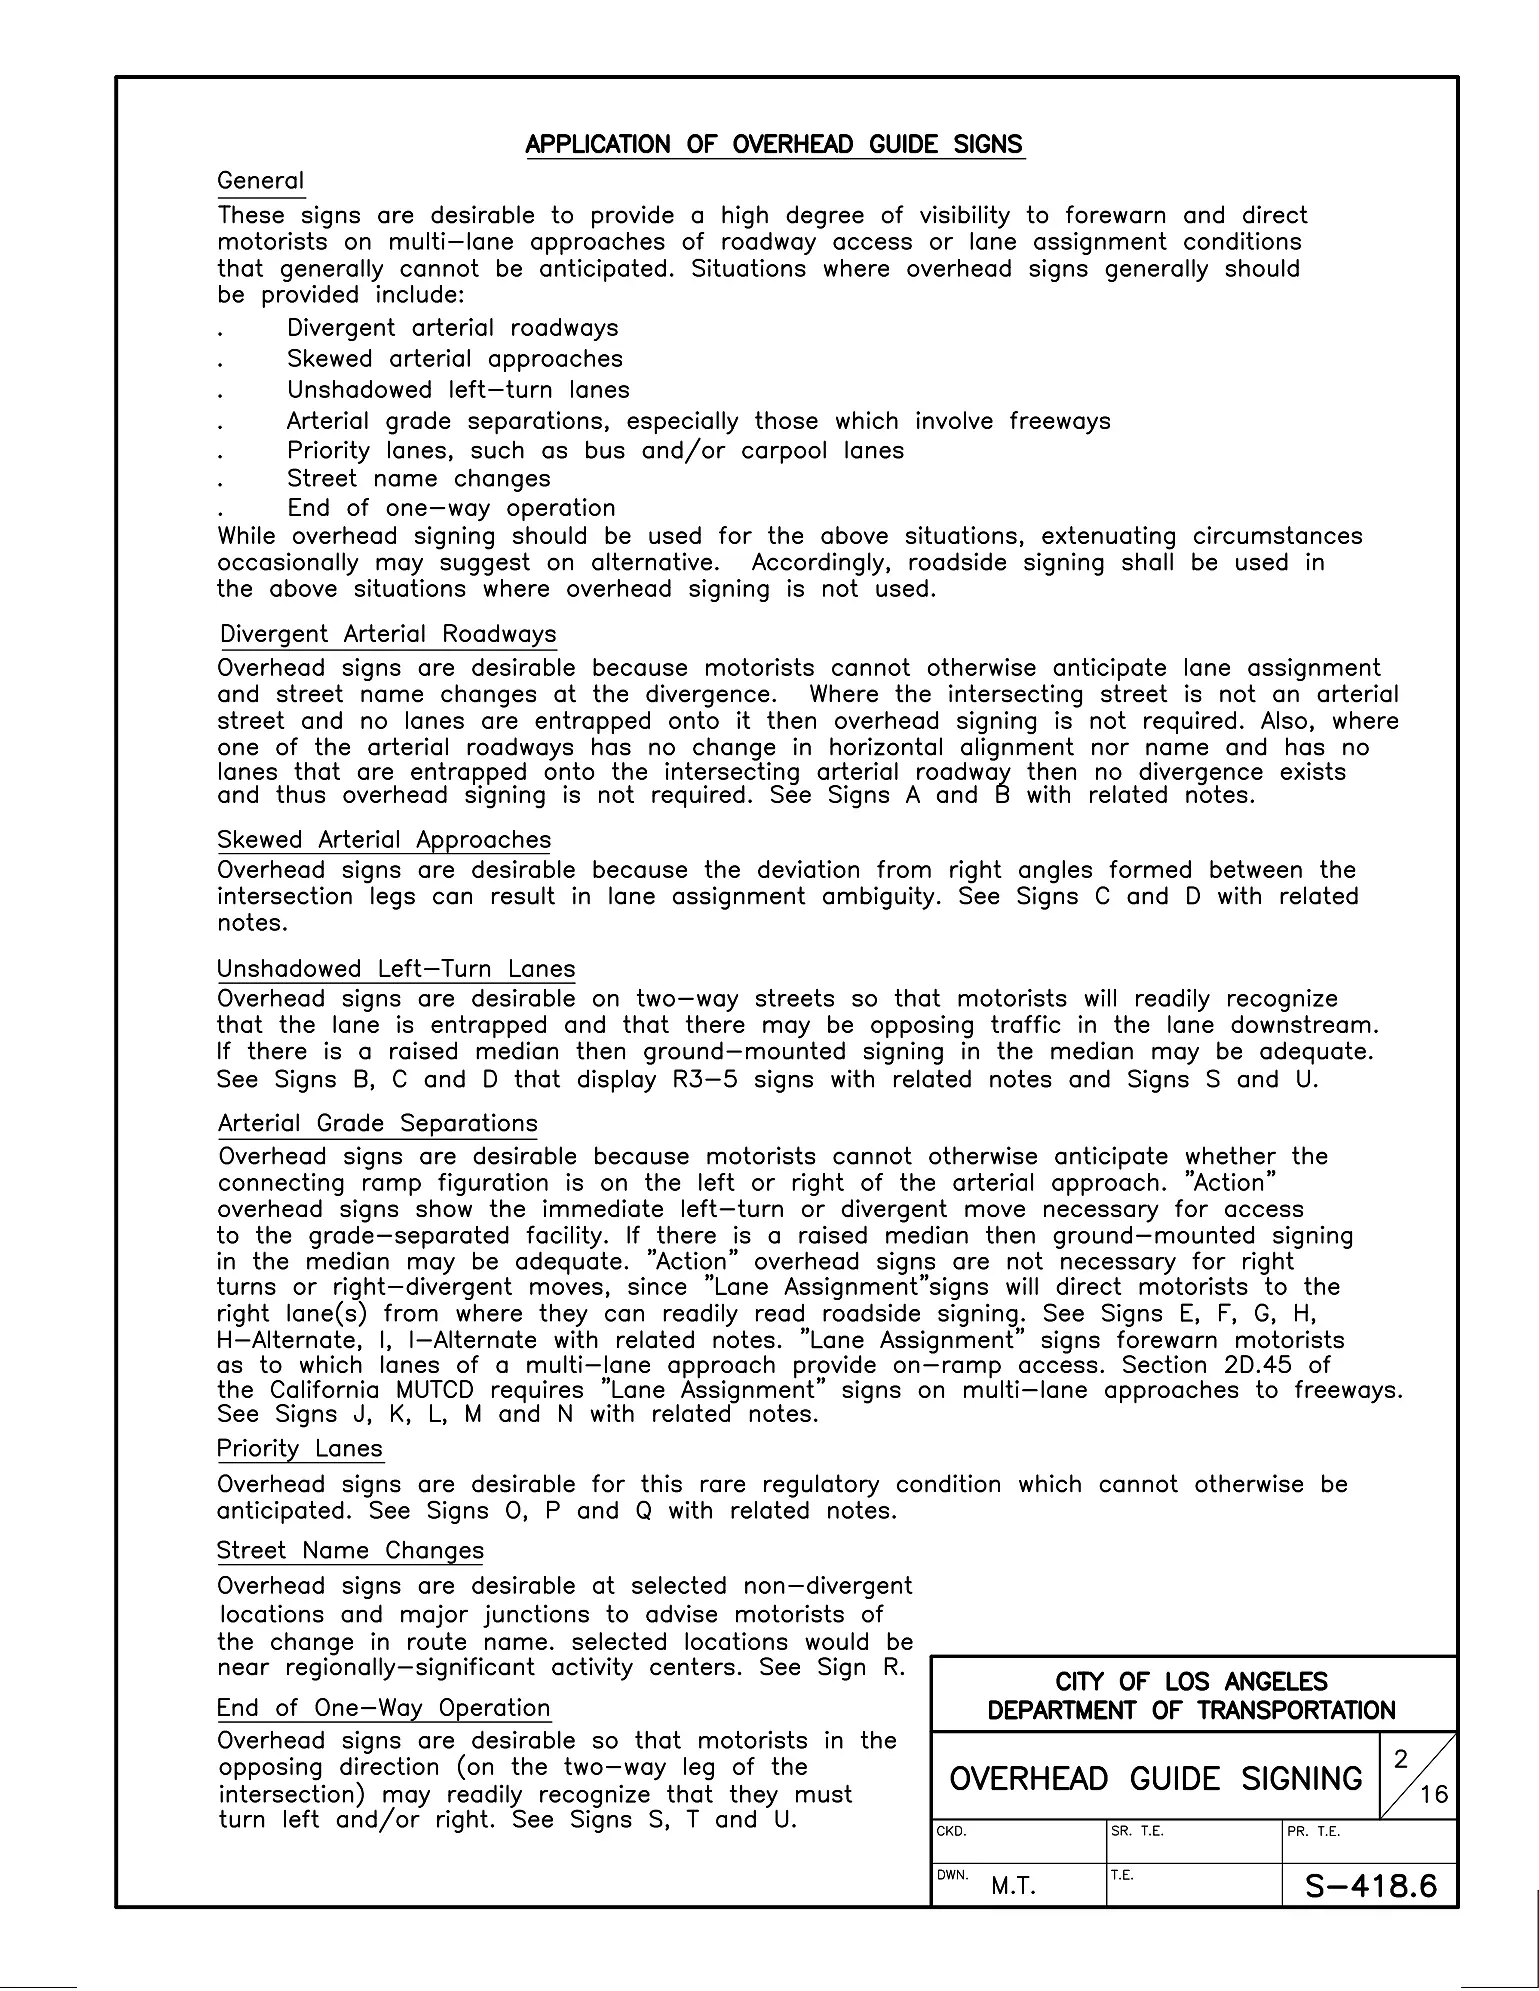 APPLICATION OF OVERHEAD GUIDE SIGNS
General
These signs are desirable to provide a high degree of visibility to forewarn and direct
motorists on multi-lane approaches of roadway access or lane assignment conditions
that generally cannot be anticipated. Situations where overhead signs generally should
be provided include:
. Divergent arterial roadways
. Skewed arterial approaches
. Unshadowed left-turn lanes
. Arterial grade separations, especially those which involve freeways
. Priority lanes, such as bus and/or carpool lanes
. Street name changes
. End of one-way operation
While overhead signing should be used for the above situations, extenuating circumstances
occasionally may suggest on alternative. Accordingly, roadside signing shall be used in
the above situations where overhead signing is not used.
Divergent Arterial Roadways
Overhead signs are desirable because motorists cannot otherwise anticipate lane assignment
and street name changes at the divergence. Where the intersecting street is not an arterial
street and no lanes are entrapped onto it then overhead signing is not required. Also, where
one of the arterial roadways has no change in horizontal alignment nor name and has no
lanes that are entrapped onto the intersecting arterial roadway then no divergence exists
and thus overhead signing is not required. See Signs A and B with related notes.
Skewed Arterial Approaches
Overhead signs are desirable because the deviation from right angles formed between the
intersection legs can result in lane assignment ambiguity. See Signs C and D with related
notes.
Unshadowed Left-Turn Lanes
Overhead signs are desirable on two-way streets so that motorists will readily recognize
that the lane is entrapped and that there may be opposing traffic in the lane downstream.
If there is a raised median then ground-mounted signing in the median may be adequate.
See Signs B, C and D that display R3-5 signs with related notes and Signs S and U.
Arterial Grade Separations
Overhead signs are desirable because motorists cannot otherwise anticipate whether the
connecting ramp figuration is on the left or right of the arterial approach. "Action"
overhead signs show the immediate left-turn or divergent move necessary for access
to the grade-separated facility. If there is a raised median then ground-mounted signing
in the median may be adequate. "Action" overhead signs are not necessary for right
turns or right-divergent moves, since "Lane Assignment"signs will direct motorists to the
right lane(s) from where they can readily read roadside signing. See Signs E, F, G, H,
H-Alternate, I, I-Alternate with related notes. "Lane Assignment" signs forewarn motorists
as to which lanes of a multi-lane approach provide on-ramp access. Section 2D.45 of
the California MUTCD requires "Lane Assignment" signs on multi-lane approaches to freeways.
See Signs J, K, L, M and N with related notes.
Priority Lanes
Overhead signs are desirable for this rare regulatory condition which cannot otherwise be
anticipated. See Signs O, P and Q with related notes.
Street Name Changes
Overhead signs are desirable at selected non-divergent
locations and major junctions to advise motorists of
the change in route name. selected locations would be
near regionally-significant activity centers. See Sign R.
End of One-Way Operation
Overhead signs are desirable so that motorists in the
opposing direction (on the two-way leg of the
intersection) may readily recognize that they must
turn left and/or right. See Signs S, T and U.
CITY OF LOS ANGELES
DEPARTMENT OF TRANSPORTATION
OVERHEAD GUIDE SIGNING 2/16
CKD. SR. T.E. PR. T.E.
DWN. M.T. T.E. S-418.6